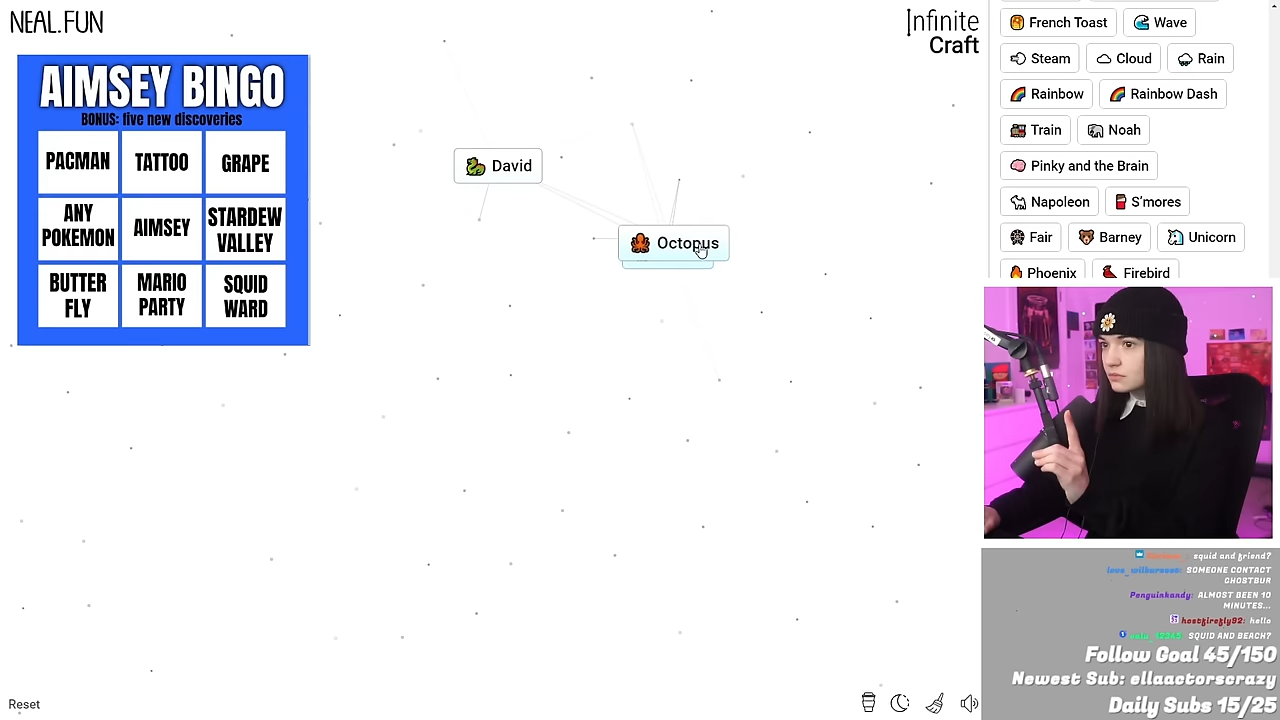 NEAL.FUN
Infinite
Craft
AIMSEY BINGO
BONUS: five new discoveries
PACMAN
TATTOO
GRAPE
ANY
POKEMON
AIMSEY
STARDEW
VALLEY
BUTTER
FLY
MARIO
PARTY
SQUID
WARD
David
Octopus
French Toast
Wave
Steam
Cloud
Rain
Rainbow
Rainbow Dash
Train
Noah
Pinky and the Brain
Napoleon
S'mores
Fair
Barney
Unicorn
Phoenix
Firebird
squid and friend?
SOMEONE CONTACT
GHOSTBUR
Penguinkandy: ALMOST BEEN 10
MINUTES...
hostfirefly92: hello
SQUID AND BEACH?
Follow Goal 45/150
Newest Sub: ellaactorscrazy
Daily Subs 15/25
Reset